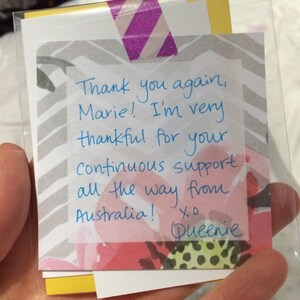 Thank you again,
Marie! I'm very
thankful for your
continuous support
all the way from
Australia! xo
Queenie